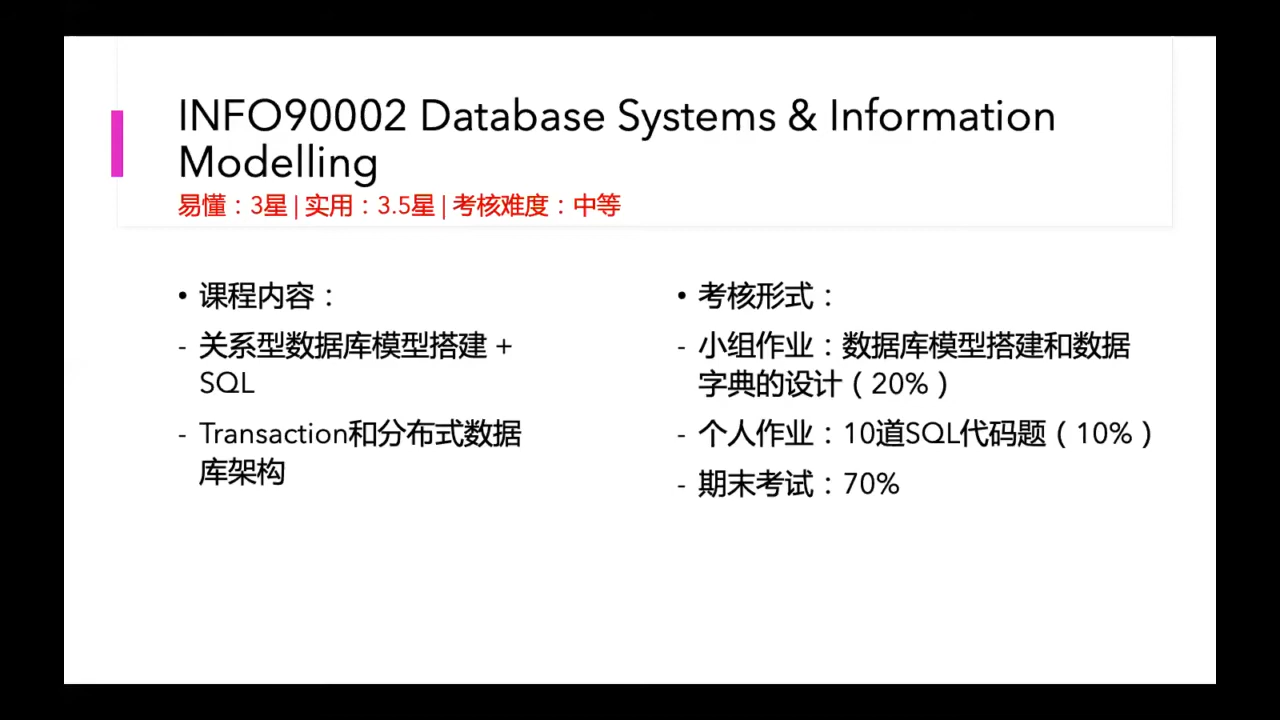 INFO90002 Database Systems & Information
Modelling
易懂：3星 | 实用：3.5星 | 考核难度：中等
• 课程内容：
- 关系型数据库模型搭建 +
SQL
- Transaction和分布式数据
库架构
• 考核形式：
- 小组作业：数据库模型搭建和数据
字典的设计（20%）
- 个人作业：10道SQL代码题（10%）
- 期末考试：70%